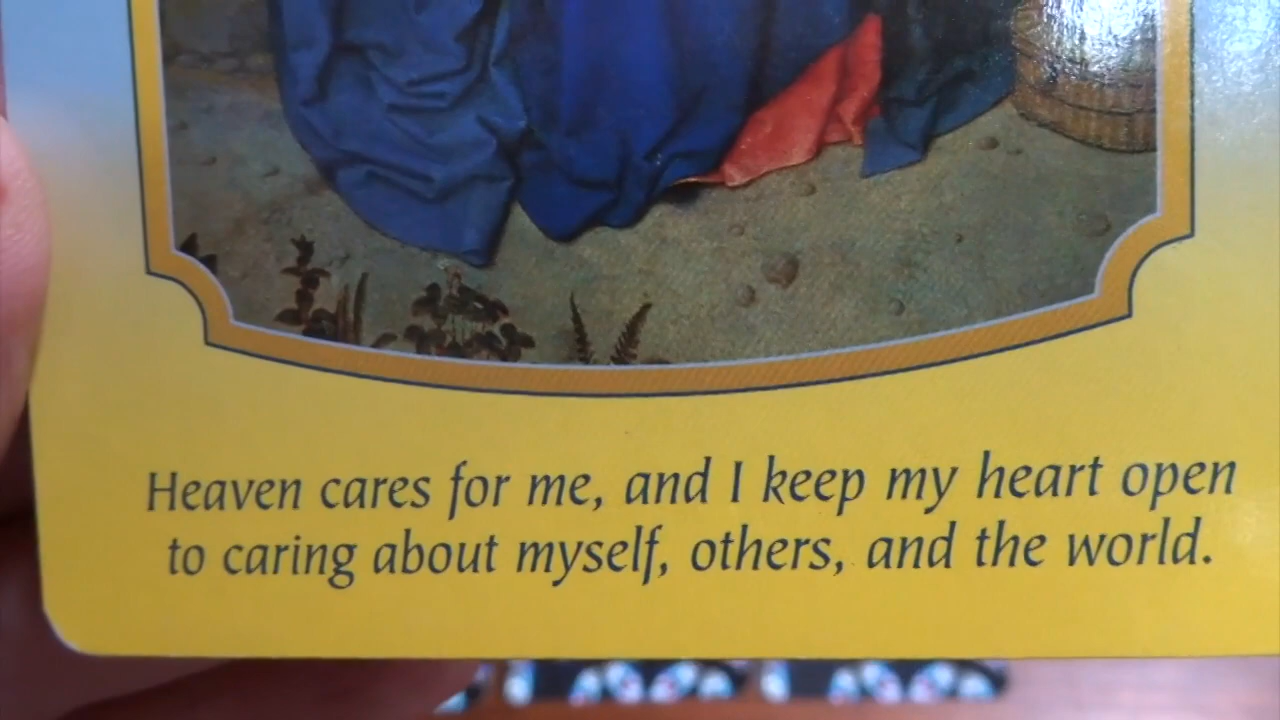 Heaven cares for me, and I keep my heart open
to caring about myself, others, and the world.